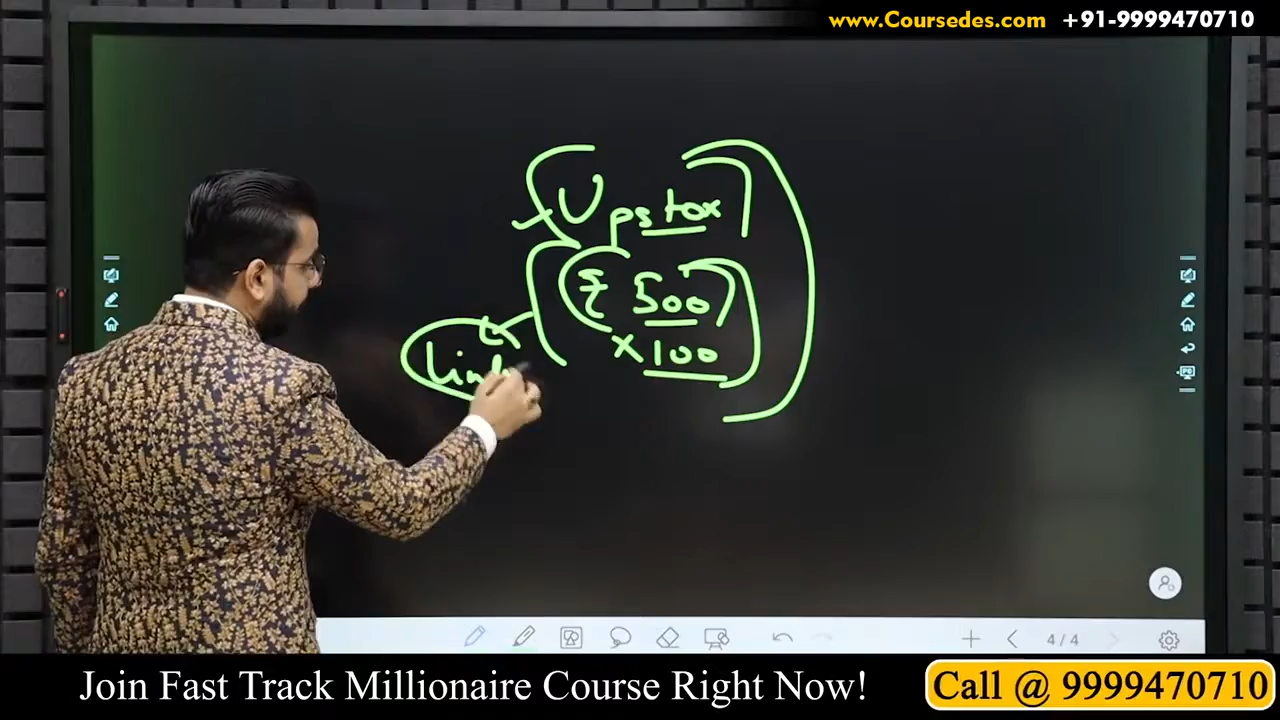 www.Coursedes.com +91-9999470710
Upstox
₹ 500
× 100
Link
4/4
Join Fast Track Millionaire Course Right Now!
Call @ 9999470710